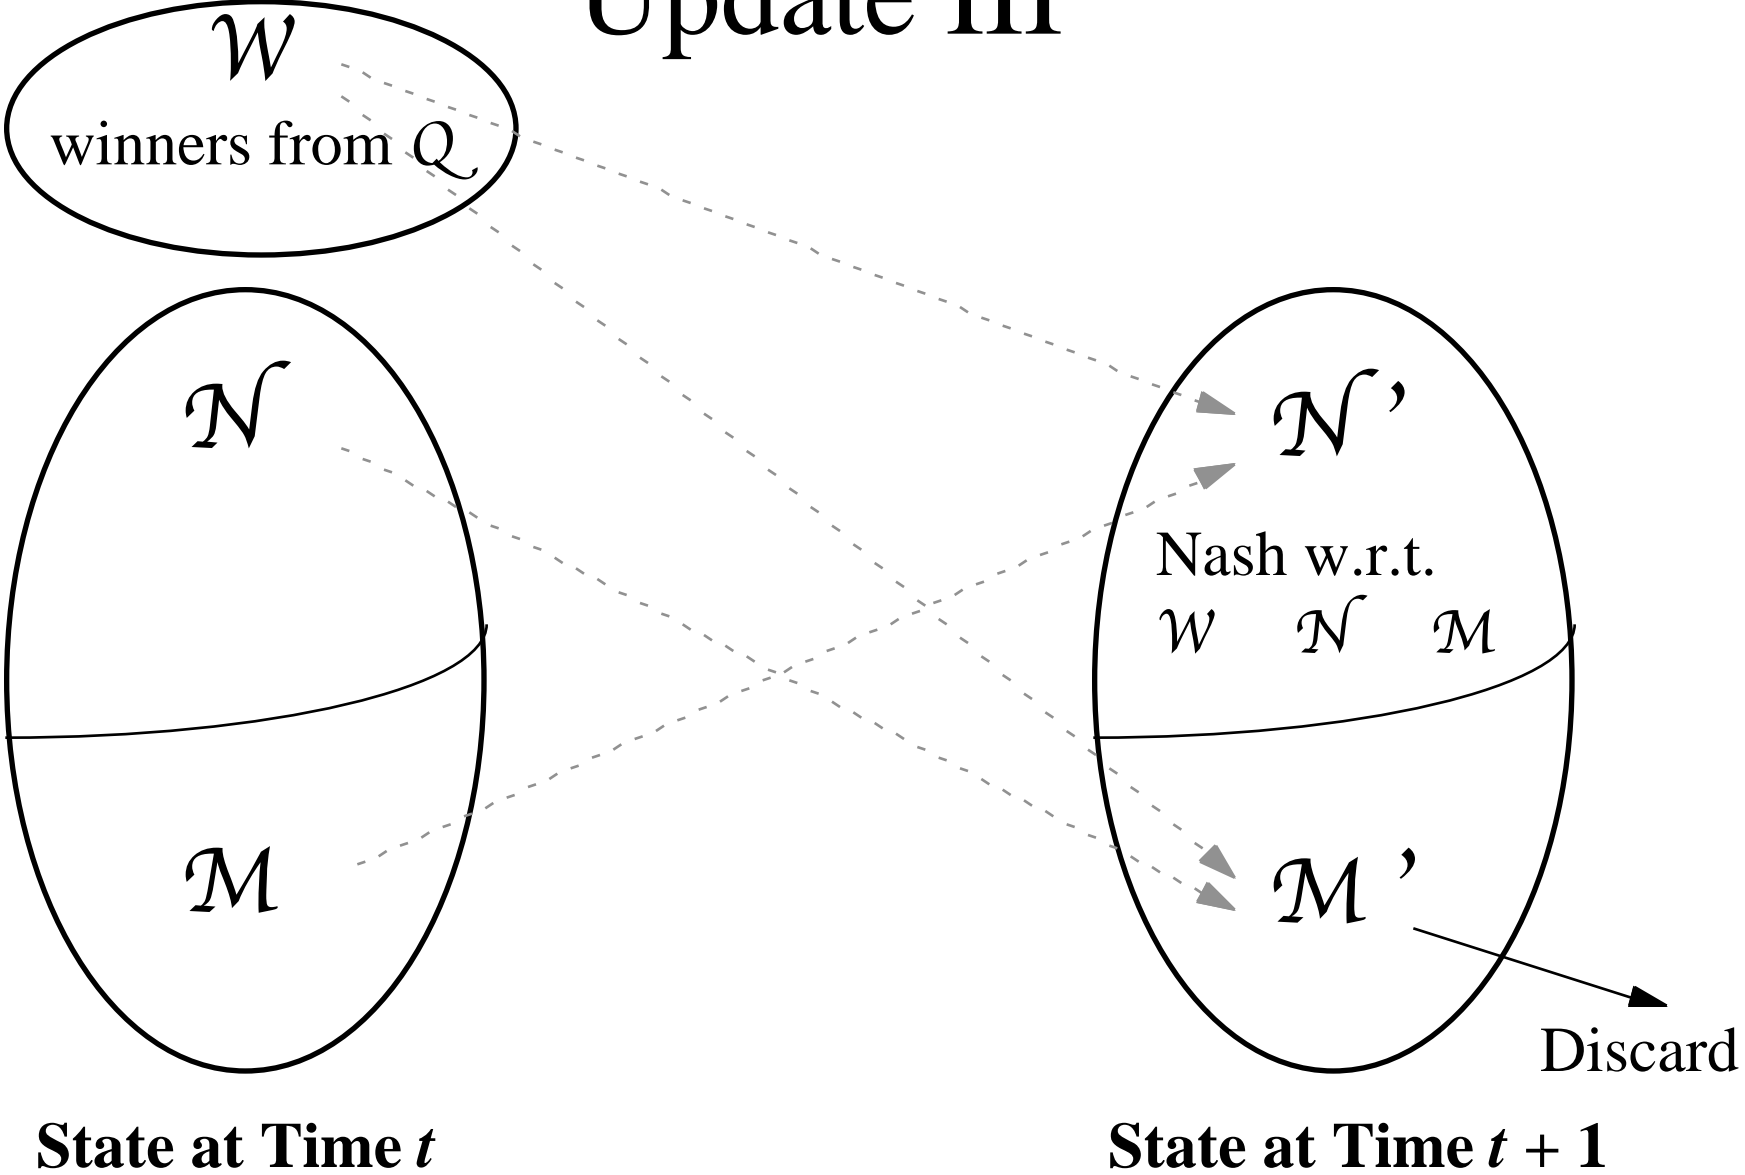 Update III
W
winners from Q
N
M
N ’
Nash w.r.t.
W N M
M ’
Discard
State at Time t
State at Time t + 1